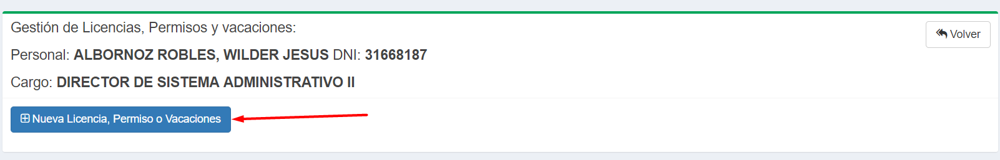 Gestión de Licencias, Permisos y vacaciones:
Volver
Personal: ALBORNOZ ROBLES, WILDER JESUS DNI: 31668187
Cargo: DIRECTOR DE SISTEMA ADMINISTRATIVO II
Nueva Licencia, Permiso o Vacaciones